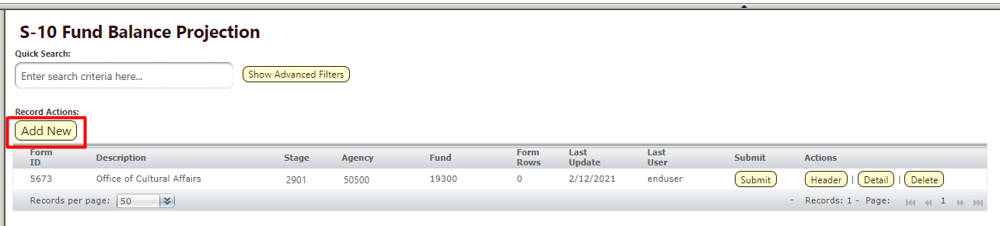 S-10 Fund Balance Projection
Quick Search:
Enter search criteria here...
Show Advanced Filters
Record Actions:
Add New
Form ID Description Stage Agency Fund Form Rows Last Update Last User Submit Actions
5673 Office of Cultural Affairs 2901 50500 19300 0 2/12/2021 enduser Submit Header | Detail | Delete
Records per page: 50 - Records: 1 - Page: 1